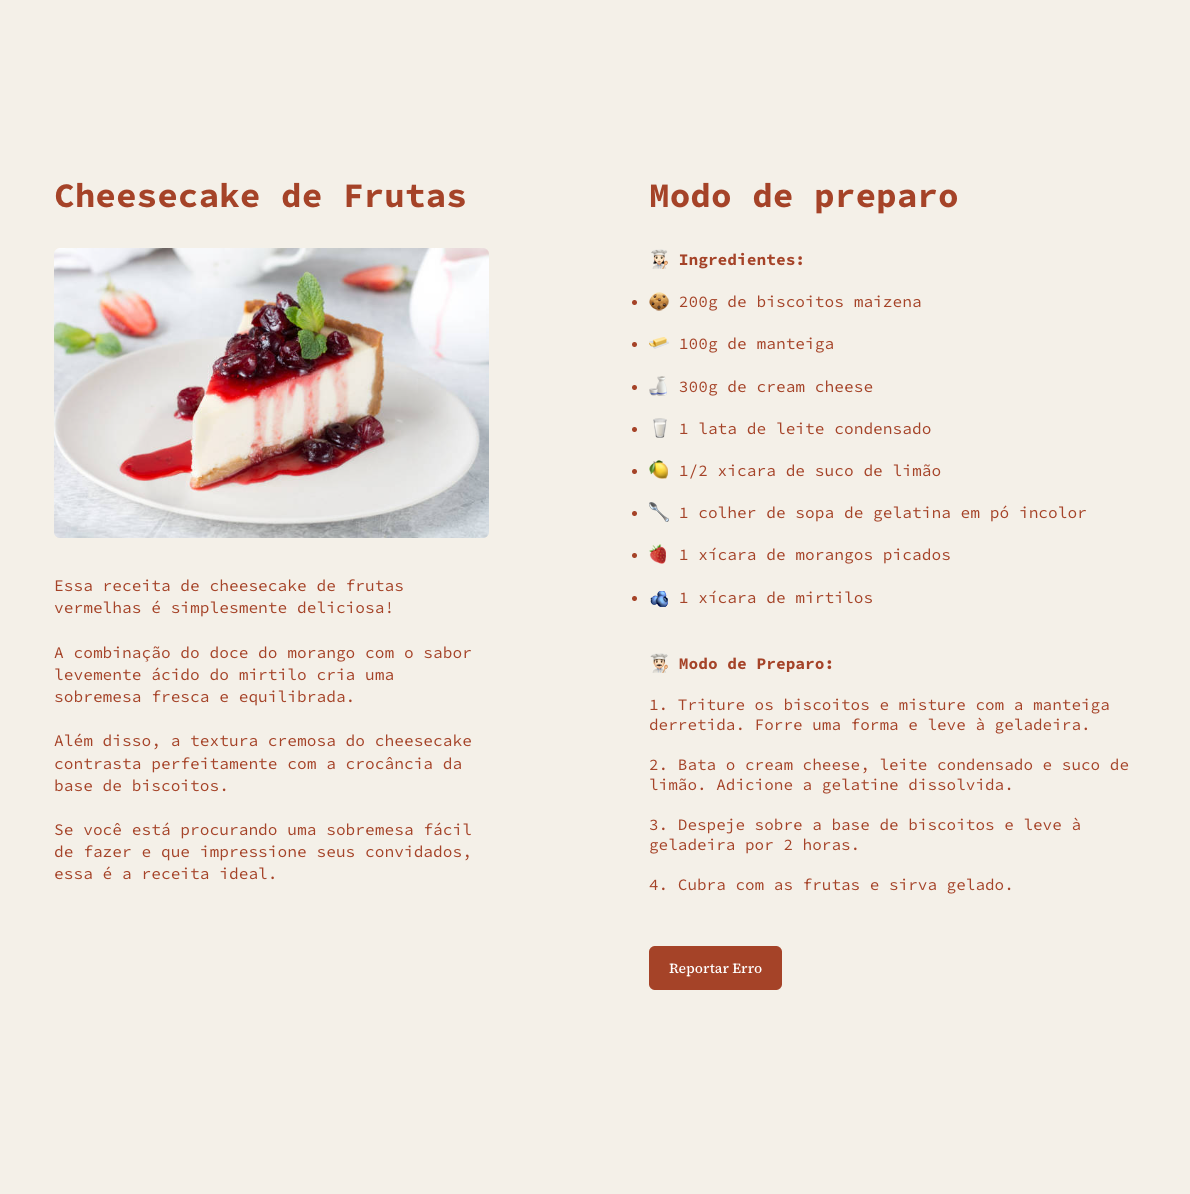 Cheesecake de Frutas
Essa receita de cheesecake de frutas
vermelhas é simplesmente deliciosa!
A combinação do doce do morango com o sabor
levemente ácido do mirtilo cria uma
sobremesa fresca e equilibrada.
Além disso, a textura cremosa do cheesecake
contrasta perfeitamente com a crocância da
base de biscoitos.
Se você está procurando uma sobremesa fácil
de fazer e que impressione seus convidados,
essa é a receita ideal.
Modo de preparo
Ingredientes:
200g de biscoitos maizena
100g de manteiga
300g de cream cheese
1 lata de leite condensado
1/2 xicara de suco de limão
1 colher de sopa de gelatina em pó incolor
1 xícara de morangos picados
1 xícara de mirtilos
Modo de Preparo:
1. Triture os biscoitos e misture com a manteiga
derretida. Forre uma forma e leve à geladeira.
2. Bata o cream cheese, leite condensado e suco de
limão. Adicione a gelatine dissolvida.
3. Despeje sobre a base de biscoitos e leve à
geladeira por 2 horas.
4. Cubra com as frutas e sirva gelado.
Reportar Erro